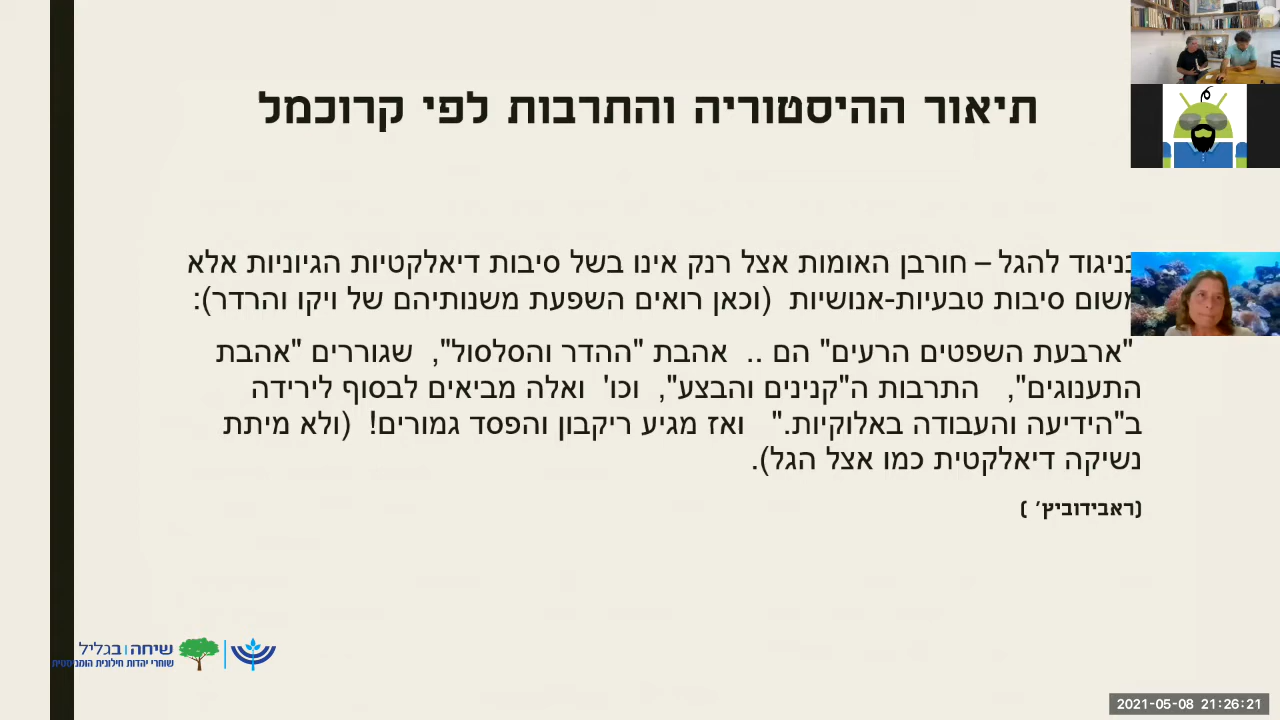 תיאור ההיסטוריה והתרבות לפי קרוכמל
בניגוד להגל – חורבן האומות אצל רנק אינו בשל סיבות דיאלקטיות הגיוניות אלא
משום סיבות טבעיות-אנושיות (וכאן רואים השפעת משנותיהם של ויקו והרדר):
"ארבעת השפטים הרעים" הם .. אהבת "ההדר והסלסול", שגוררים "אהבת
התענוגים", התרבות ה"קנינים והבצע", וכו' ואלה מביאים לבסוף לירידה
ב"הידיעה והעבודה באלוקיות." ואז מגיע ריקבון והפסד גמורים! (ולא מיתת
נשיקה דיאלקטית כמו אצל הגל).
(ראבידוביץ' )
שיחה | בגליל
שוחרי יהדות חילונית הומניסטית
2021-05-08 21:26:21